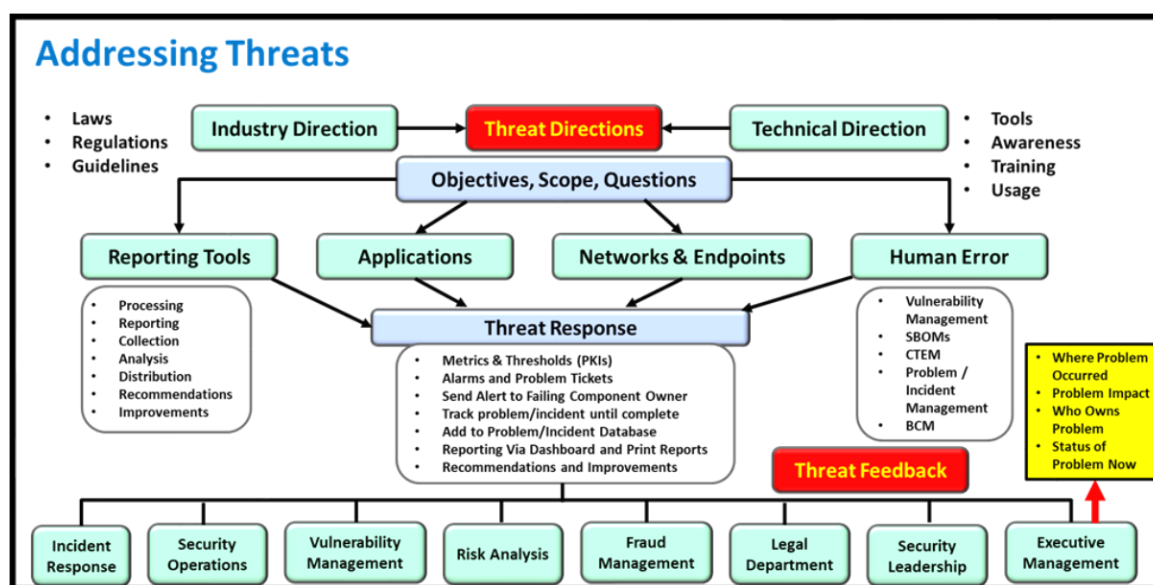 Addressing Threats
• Laws
• Regulations
• Guidelines
Industry Direction
Threat Directions
Technical Direction
• Tools
• Awareness
• Training
• Usage
Objectives, Scope, Questions
Reporting Tools
Applications
Networks & Endpoints
Human Error
• Processing
• Reporting
• Collection
• Analysis
• Distribution
• Recommendations
• Improvements
Threat Response
• Metrics & Thresholds (PKIs)
• Alarms and Problem Tickets
• Send Alert to Failing Component Owner
• Track problem/incident until complete
• Add to Problem/Incident Database
• Reporting Via Dashboard and Print Reports
• Recommendations and Improvements
• Vulnerability
Management
• SBOMs
• CTEM
• Problem /
Incident
Management
• BCM
• Where Problem
Occurred
• Problem Impact
• Who Owns
Problem
• Status of
Problem Now
Threat Feedback
Incident
Response
Security
Operations
Vulnerability
Management
Risk Analysis
Fraud
Management
Legal
Department
Security
Leadership
Executive
Management